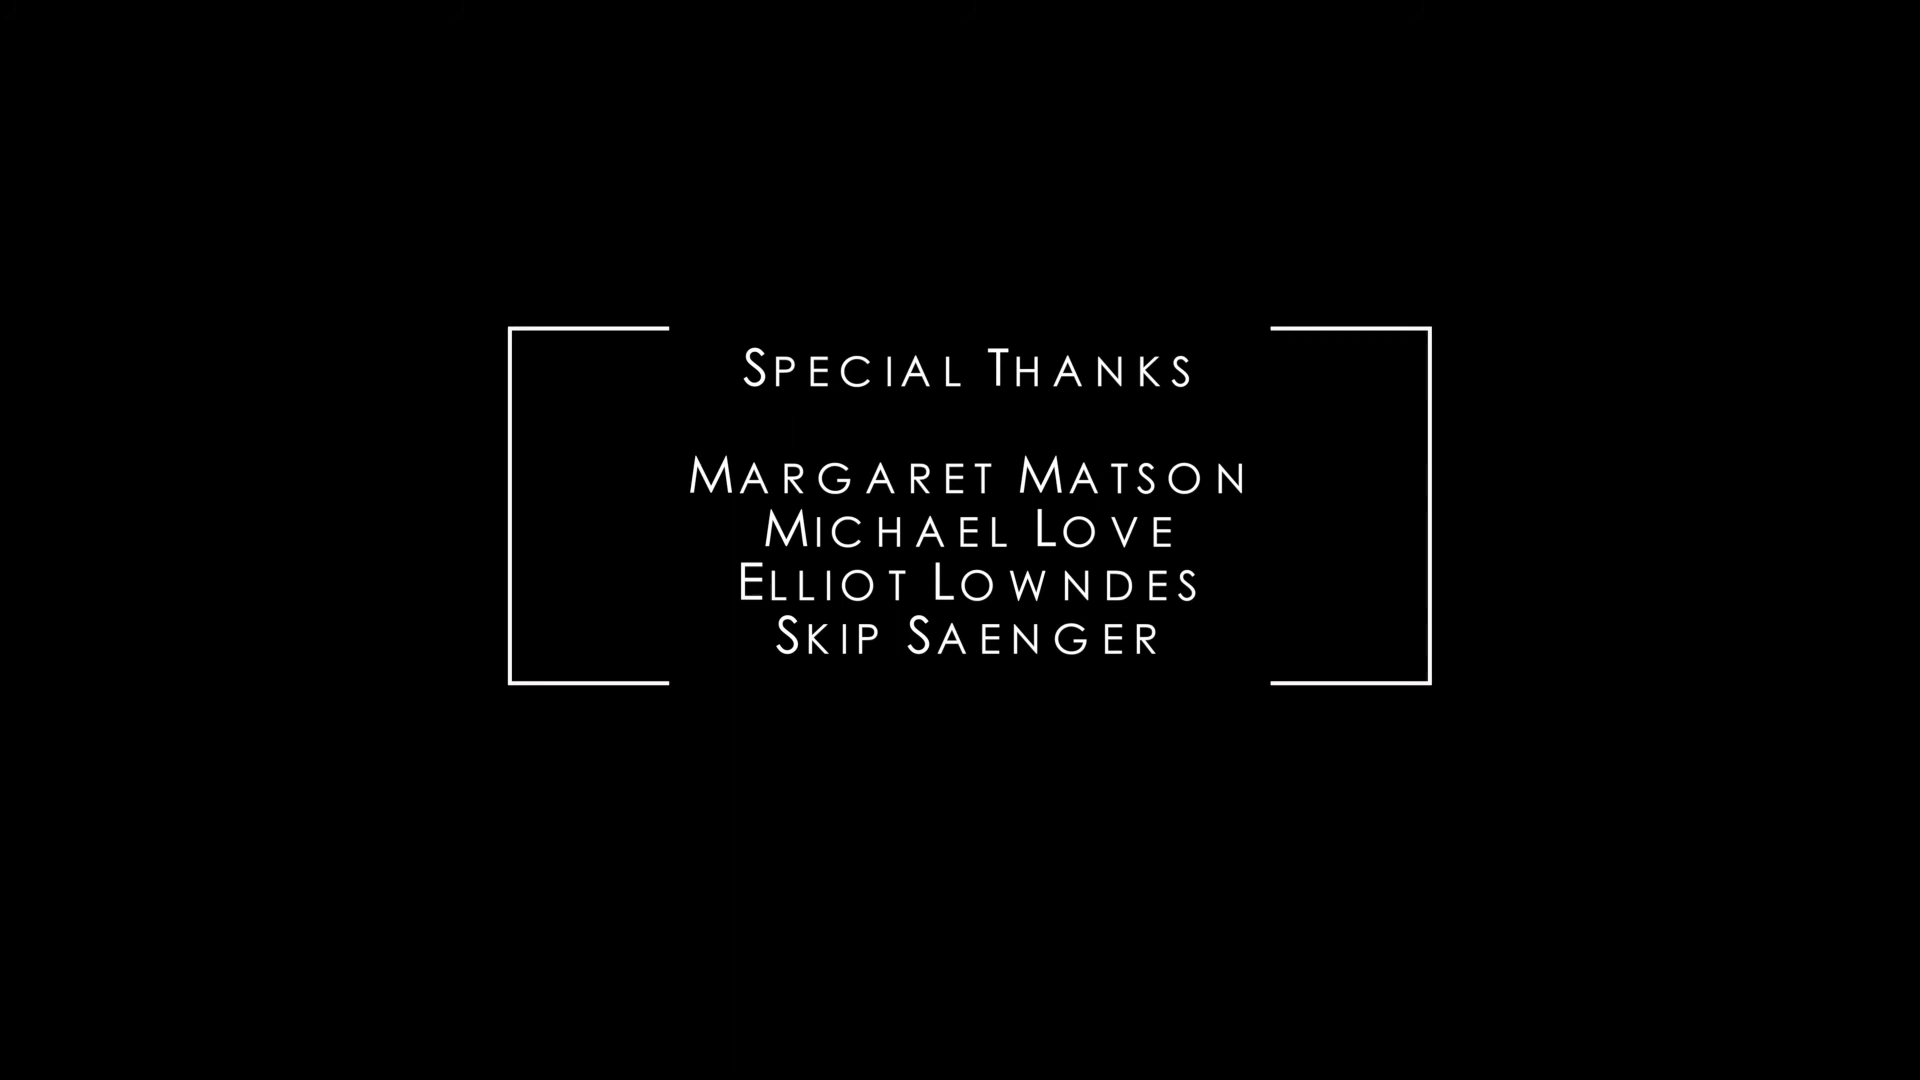 Special Thanks
Margaret Matson
Michael Love
Elliot Lowndes
Skip Saenger